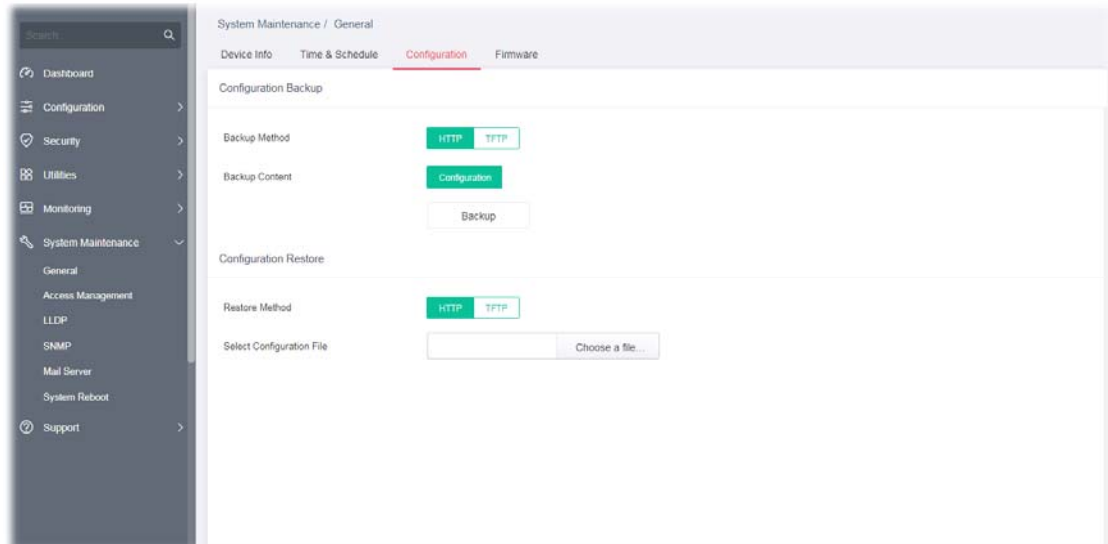 Search...
Dashboard
Configuration
Security
Utilities
Monitoring
System Maintenance
General
Access Management
LLDP
SNMP
Mail Server
System Reboot
Support
System Maintenance / General
Device Info Time & Schedule Configuration Firmware
Configuration Backup
Backup Method HTTP TFTP
Backup Content Configuration
Backup
Configuration Restore
Restore Method HTTP TFTP
Select Configuration File Choose a file...